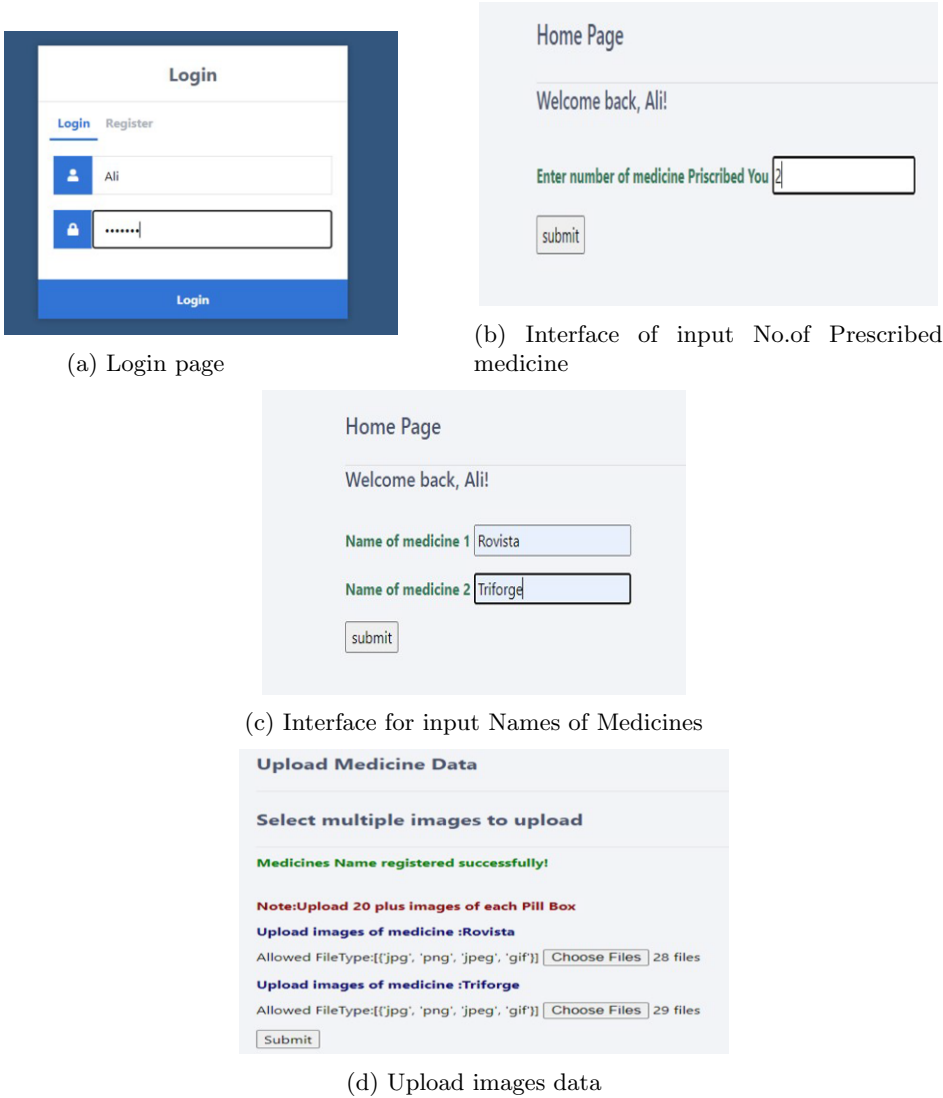 Login
Login Register
Ali
•••••••
Login
(a) Login page
Home Page
Welcome back, Ali!
Enter number of medicine Priscribed You 2
submit
(b) Interface of input No.of Prescribed
medicine
Home Page
Welcome back, Ali!
Name of medicine 1 Rovista
Name of medicine 2 Triforge
submit
(c) Interface for input Names of Medicines
Upload Medicine Data
Select multiple images to upload
Medicines Name registered successfully!
Note:Upload 20 plus images of each Pill Box
Upload images of medicine :Rovista
Allowed FileType:[{'jpg', 'png', 'jpeg', 'gif'}] Choose Files 28 files
Upload images of medicine :Triforge
Allowed FileType:[{'jpg', 'png', 'jpeg', 'gif'}] Choose Files 29 files
Submit
(d) Upload images data